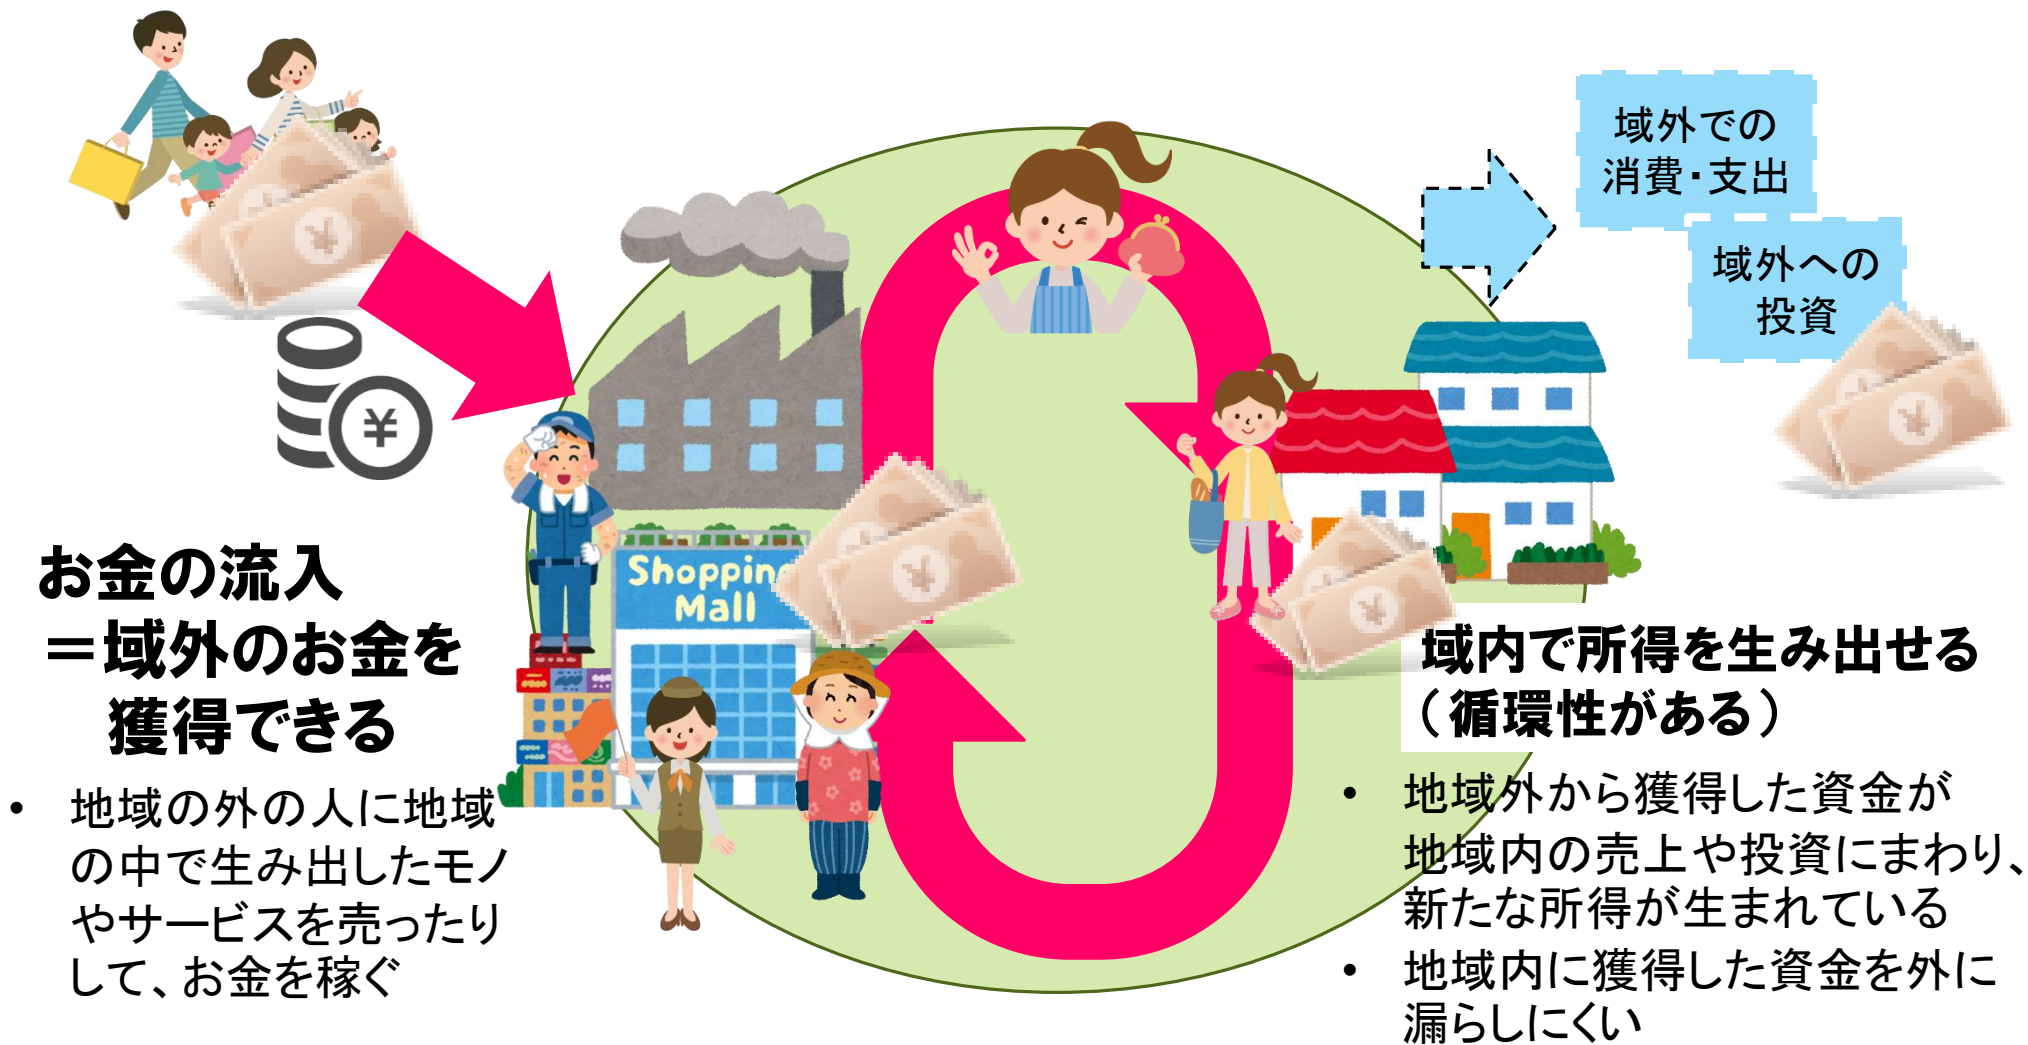 域外での
消費・支出
域外への
投資
¥
Shopping
Mall
お金の流入
＝域外のお金を
獲得できる
• 地域の外の人に地域
の中で生み出したモノ
やサービスを売ったり
して、お金を稼ぐ
域内で所得を生み出せる
（循環性がある）
• 地域外から獲得した資金が
地域内の売上や投資にまわり、
新たな所得が生まれている
• 地域内に獲得した資金を外に
漏らしにくい